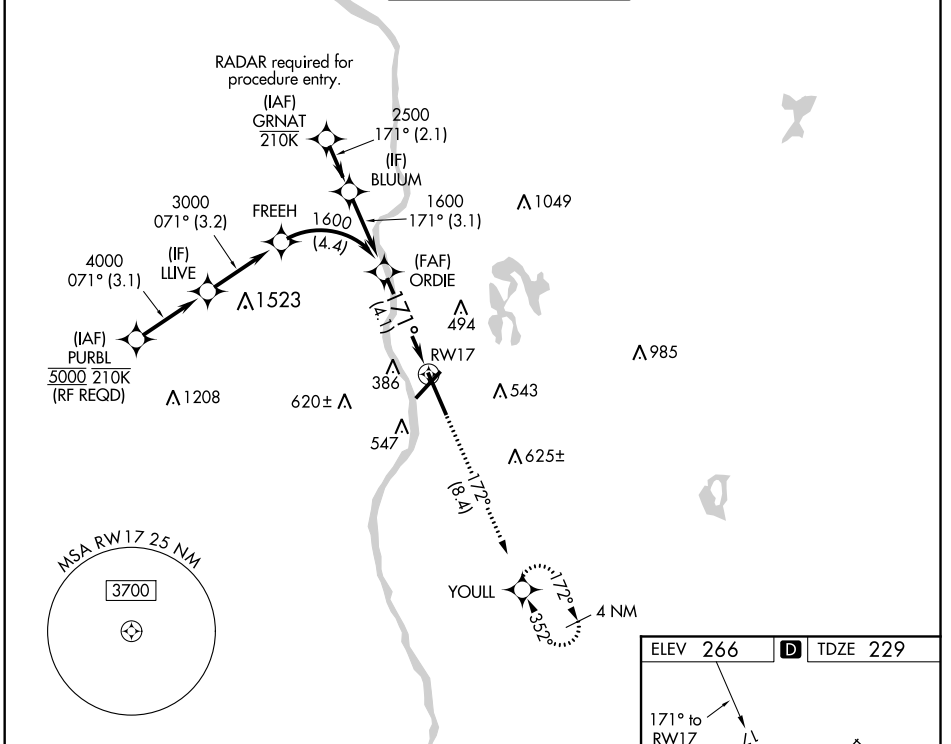 RADAR required for
procedure entry.
(IAF)
GRNAT
210K
2500
171° (2.1)
(IF)
BLUUM
1600
171° (3.1)
1049
3000
071° (3.2)
FREEH
1600
(4.4)
(IF)
LLIVE
4000
071° (3.1)
1523
(FAF)
ORDIE
171°
(4.1)
494
(IAF)
PURBL
5000 210K
(RF REQD)
RW17
985
386
1208
620±
543
547
625±
172°
(8.4)
MSA RW17 25 NM
3700
YOULL
172°
352°
4 NM
ELEV 266 D TDZE 229
171° to
RW17